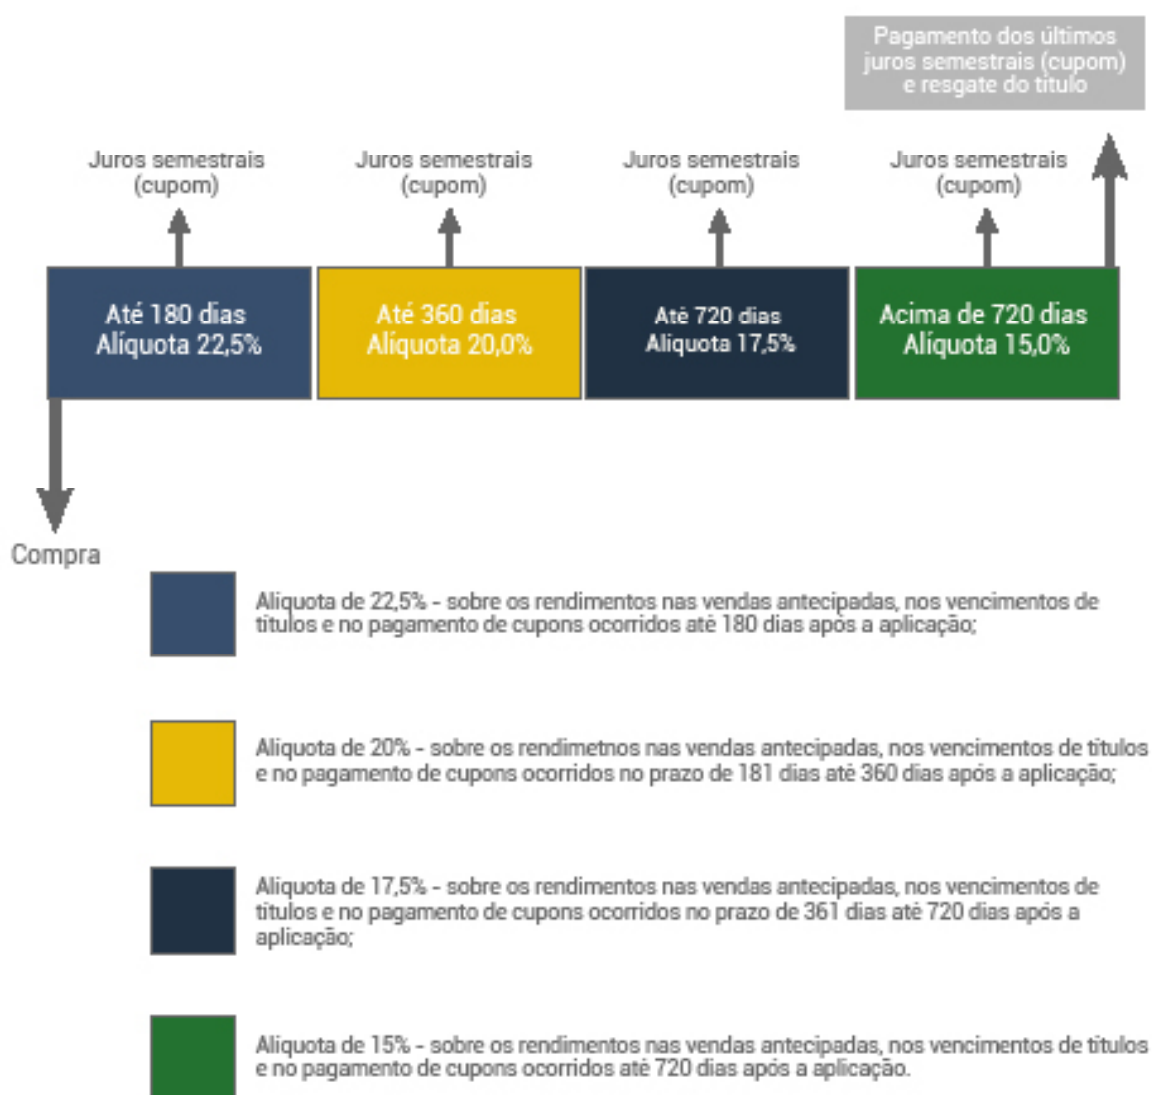 Pagamento dos últimos
juros semestrais (cupom)
e resgate do título
Juros semestrais
(cupom)
Juros semestrais
(cupom)
Juros semestrais
(cupom)
Juros semestrais
(cupom)
Até 180 dias
Alíquota 22,5%
Até 360 dias
Alíquota 20,0%
Até 720 dias
Alíquota 17,5%
Acima de 720 dias
Alíquota 15,0%
Compra
Alíquota de 22,5% - sobre os rendimentos nas vendas antecipadas, nos vencimentos de
títulos e no pagamento de cupons ocorridos até 180 dias após a aplicação;
Alíquota de 20% - sobre os rendimetnos nas vendas antecipadas, nos vencimentos de títulos
e no pagamento de cupons ocorridos no prazo de 181 dias até 360 dias após a aplicação;
Alíquota de 17,5% - sobre os rendimentos nas vendas antecipadas, nos vencimentos de
títulos e no pagamento de cupons ocorridos no prazo de 361 dias até 720 dias após a
aplicação;
Alíquota de 15% - sobre os rendimentos nas vendas antecipadas, nos vencimentos de títulos
e no pagamento de cupons ocorridos até 720 dias após a aplicação.